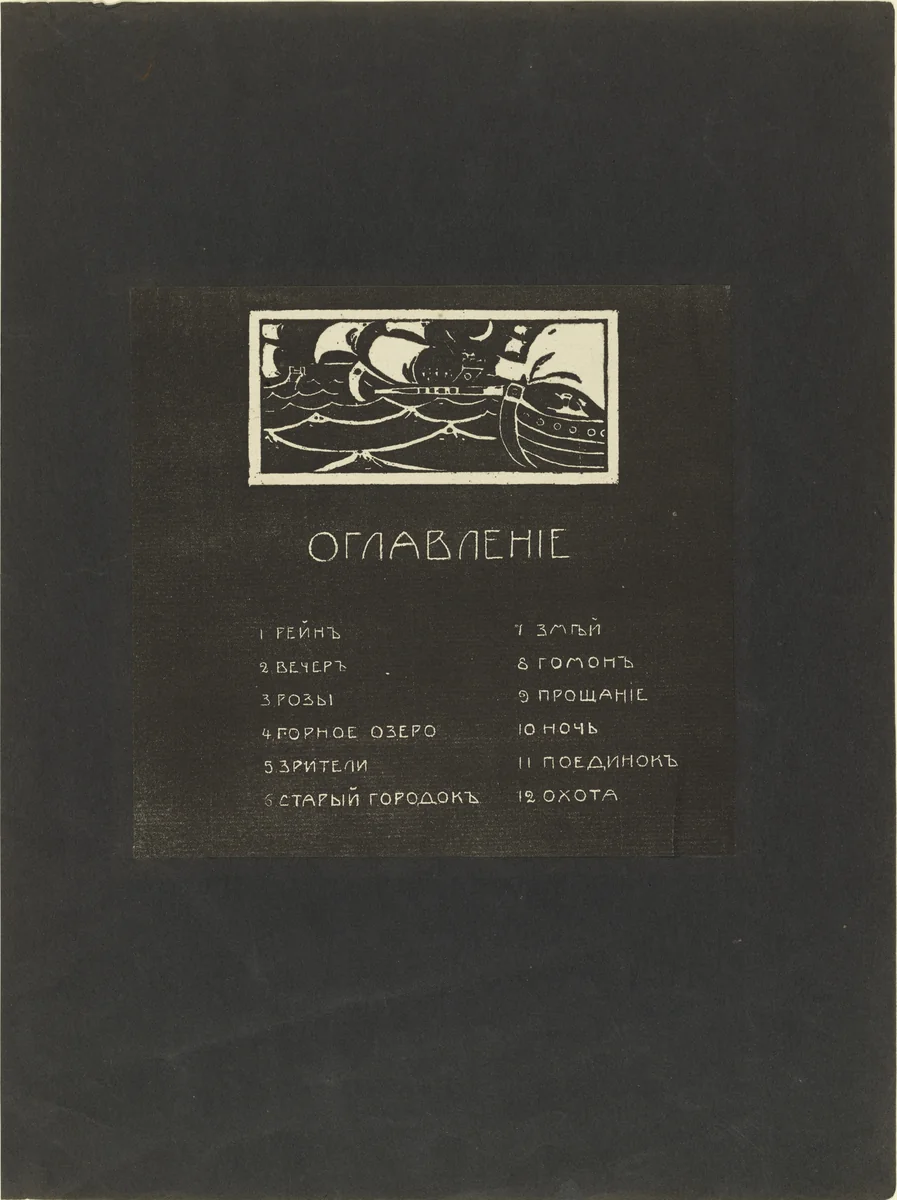 ОГЛАВЛЕНІЕ
1 РЕЙНЪ
2 ВЕЧЕРЪ
3 РОЗЫ
4 ГОРНОЕ ОЗЕРО
5 ЗРИТЕЛИ
6 СТАРЫЙ ГОРОДОКЪ
7 ЗМѢЙ
8 ГОМОНЪ
9 ПРОЩАНІЕ
10 НОЧЬ
11 ПОЕДИНОКЪ
12 ОХОТА